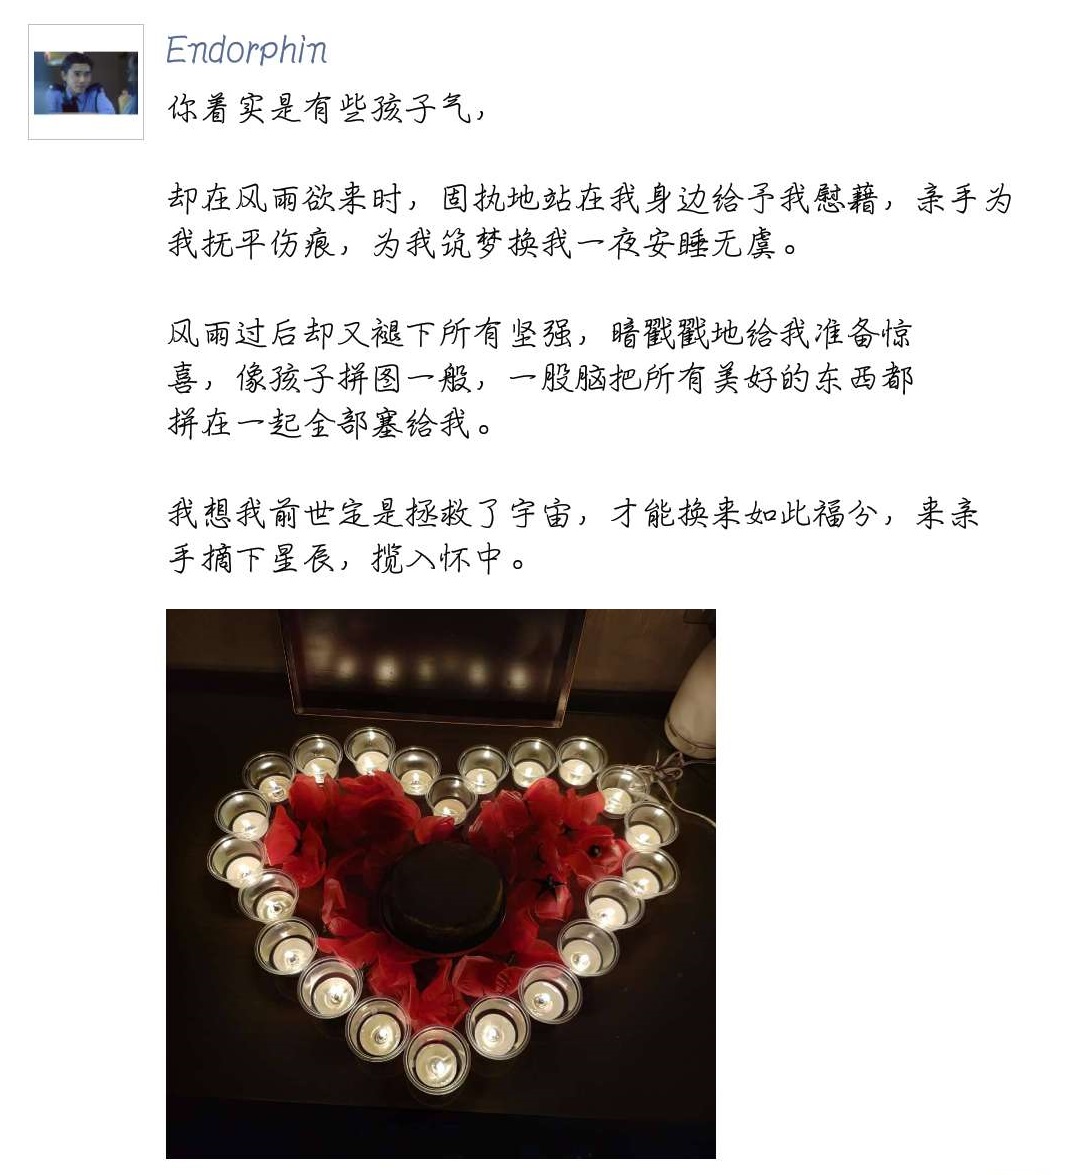 Endorphin
你着实是有些孩子气，
却在风雨欲来时，固执地站在我身边给予我慰藉，亲手为
我抚平伤痕，为我筑梦换我一夜安睡无虞。
风雨过后却又褪下所有坚强，暗戳戳地给我准备惊
喜，像孩子拼图一般，一股脑把所有美好的东西都
拼在一起全部塞给我。
我想我前世定是拯救了宇宙，才能换来如此福分，来亲
手摘下星辰，揽入怀中。